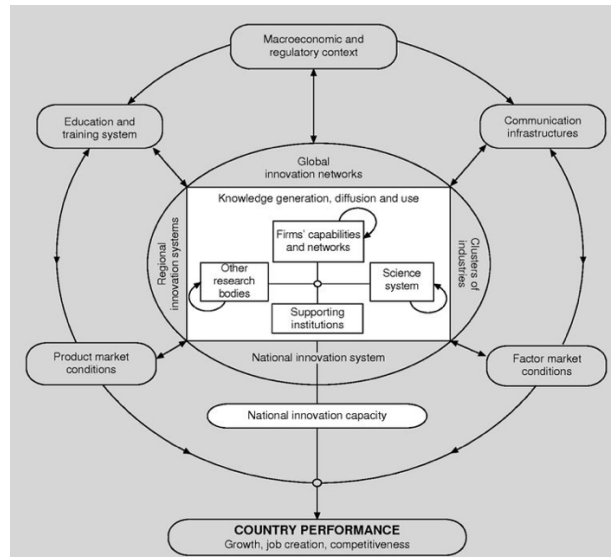 Macroeconomic and
regulatory context
Education and
training system
Communication
infrastructures
Global
innovation networks
Knowledge generation, diffusion and use
Firms' capabilities
and networks
Regional
innovation systems
Clusters of
industries
Other
research
bodies
Science
system
Supporting
institutions
Product market
conditions
National innovation system
Factor market
conditions
National innovation capacity
COUNTRY PERFORMANCE
Growth, job creation, competitiveness